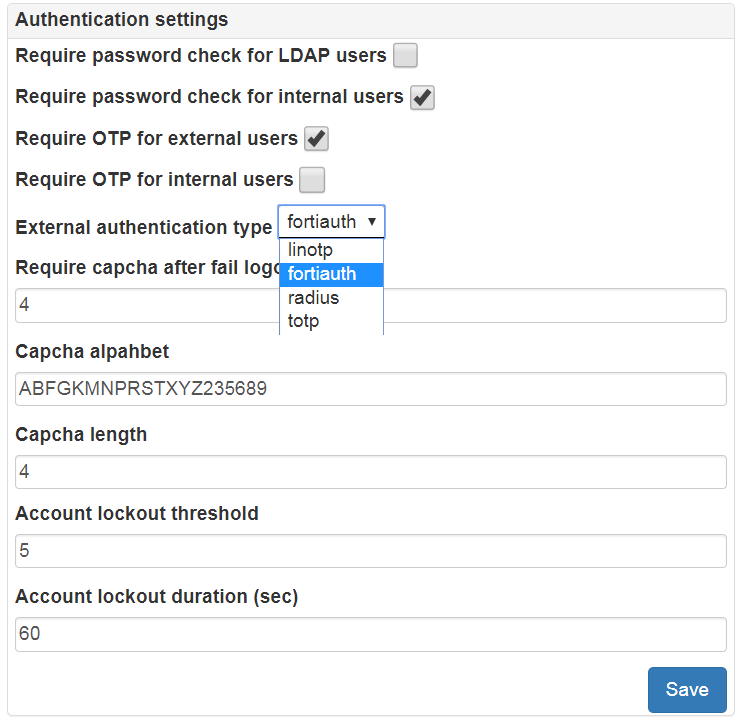 Authentication settings
Require password check for LDAP users
Require password check for internal users
Require OTP for external users
Require OTP for internal users
External authentication type fortiauth
linotp
fortiauth
radius
totp
Require capcha after fail
4
Capcha alpahbet
ABFGKMNPRSTXYZ235689
Capcha length
4
Account lockout threshold
5
Account lockout duration (sec)
60
Save